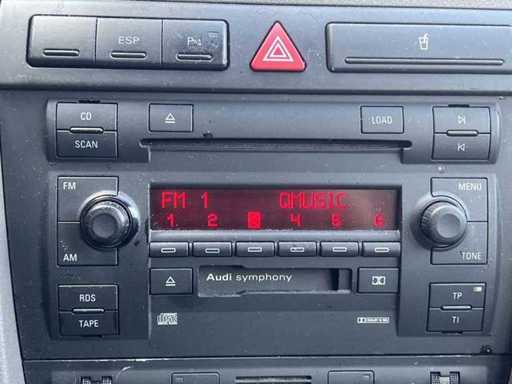 ESP
P
CD
LOAD
SCAN
FM
FM 1 QMUSIC
MENU
1 2 3 4 5 6
AM
TONE
Audi symphony
RDS
TP
TAPE
TI